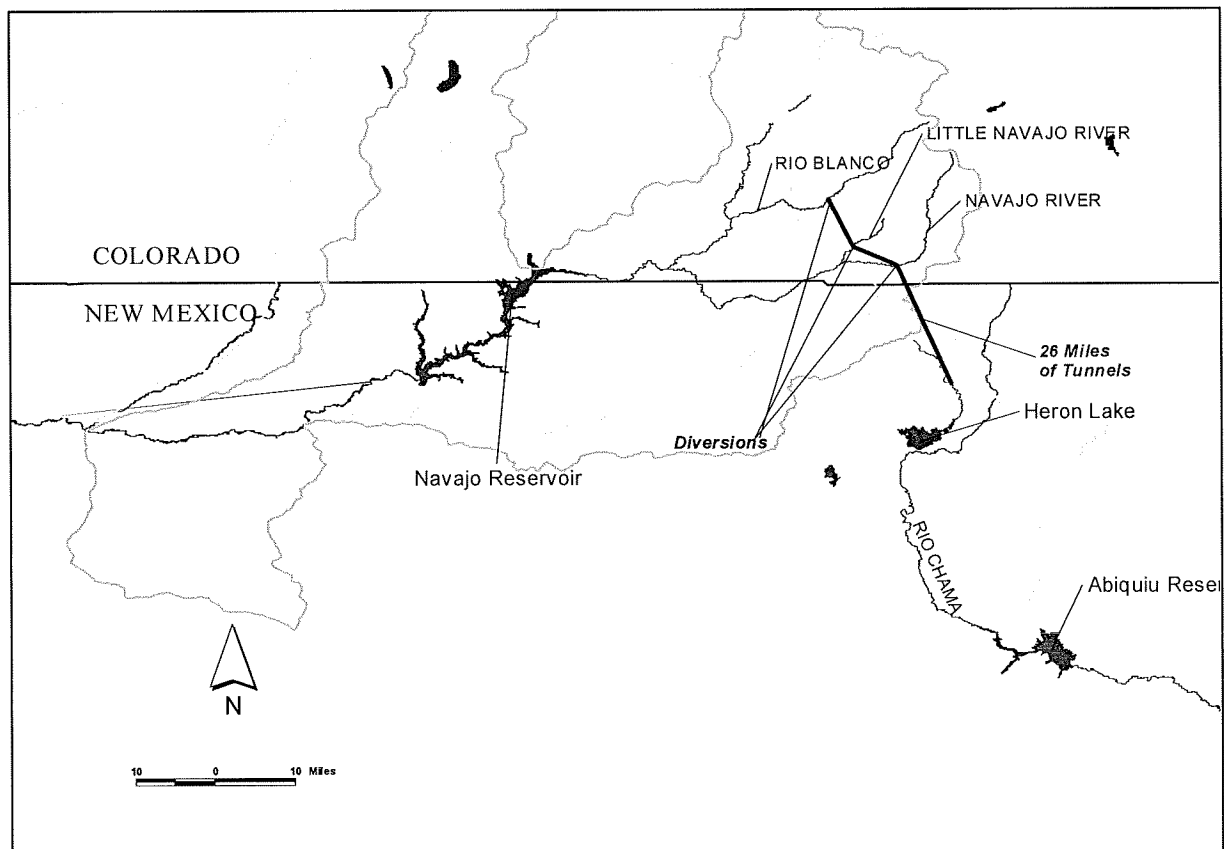 LITTLE NAVAJO RIVER
RIO BLANCO
NAVAJO RIVER
COLORADO
NEW MEXICO
26 Miles
of Tunnels
Heron Lake
Diversions
Navajo Reservoir
RIO CHAMA
Abiquiu Reser
N
10 0 10 Miles